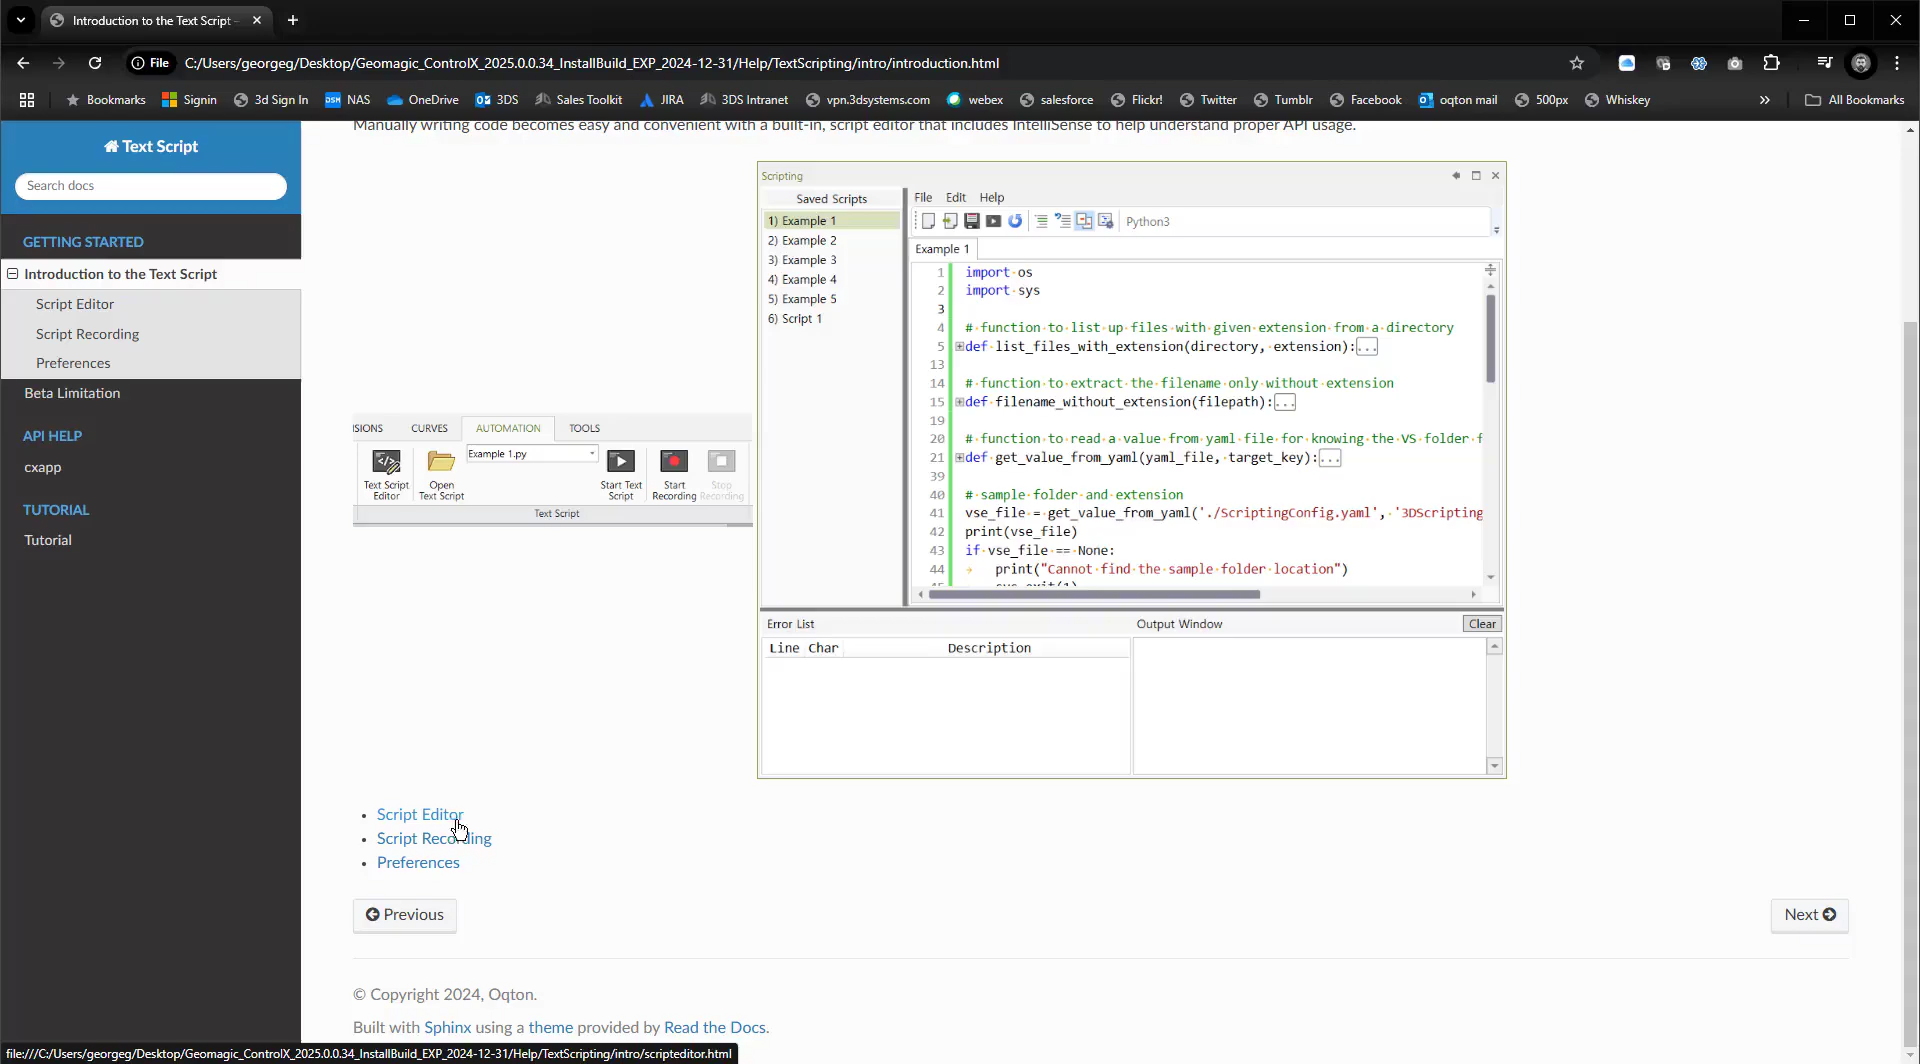 Introduction to the Text Script -
File
C:/Users/georgeg/Desktop/Geomagic_ControlX_2025.0.0.34_InstallBuild_EXP_2024-12-31/Help/TextScripting/intro/introduction.html
Bookmarks
Signin
3d Sign In
NAS
OneDrive
3DS
Sales Toolkit
JIRA
3DS Intranet
vpn.3dsystems.com
webex
salesforce
Flickr!
Twitter
Tumblr
Facebook
oqton mail
500px
Whiskey
»
All Bookmarks
Text Script
Search docs
GETTING STARTED
Introduction to the Text Script
Script Editor
Script Recording
Preferences
Beta Limitation
API HELP
cxapp
TUTORIAL
Tutorial
Manually writing code becomes easy and convenient with a built-in, script editor that includes IntelliSense to help understand proper API usage.
ISIONS CURVES AUTOMATION TOOLS
Example 1.py
Text Script Editor
Open Text Script
Start Text Script
Start Recording
Stop Recording
Text Script
Scripting
Saved Scripts
1) Example 1
2) Example 2
3) Example 3
4) Example 4
5) Example 5
6) Script 1
File Edit Help
Python3
Example 1
1 import os
2 import sys
3
4 # function to list up files with given extension from a directory
5 def list_files_with_extension(directory, extension):...
13
14 # function to extract the filename only without extension
15 def filename_without_extension(filepath):...
19
20 # function to read a value from yaml file for knowing the VS folder f
21 def get_value_from_yaml(yaml_file, target_key):...
39
40 # sample folder and extension
41 vse_file = get_value_from_yaml('./ScriptingConfig.yaml', '3DScripting
42 print(vse_file)
43 if vse_file == None:
44 print("Cannot find the sample folder location")
45 sys.exit(1)
Error List
Line Char Description
Output Window
Clear
• Script Editor
• Script Recording
• Preferences
Previous
Next
© Copyright 2024, Oqton.
Built with Sphinx using a theme provided by Read the Docs.
file:///C:/Users/georgeg/Desktop/Geomagic_ControlX_2025.0.0.34_InstallBuild_EXP_2024-12-31/Help/TextScripting/intro/scripteditor.html